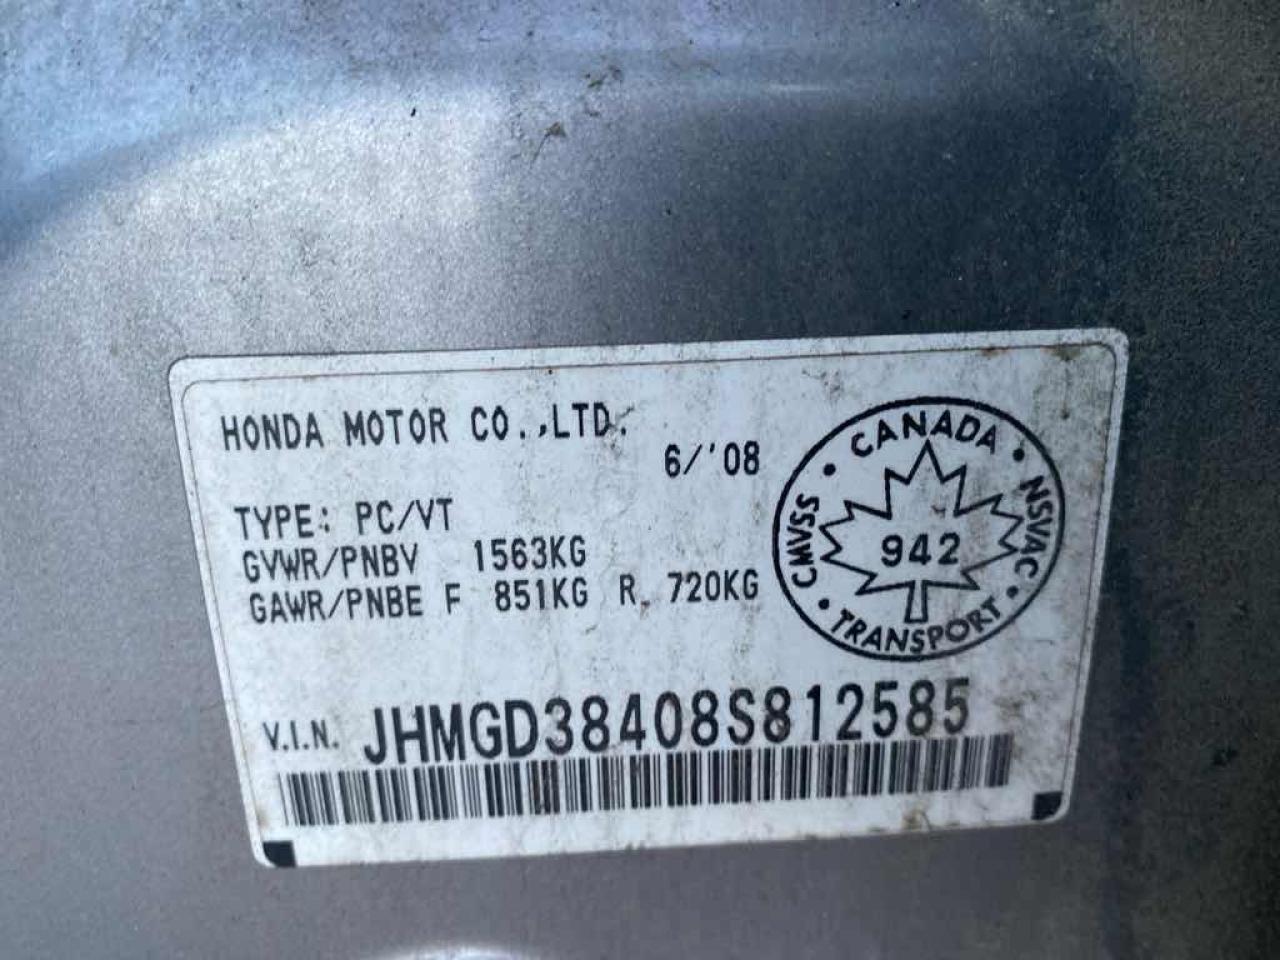 HONDA MOTOR CO.,LTD.
6/'08
TYPE: PC/VT
GVWR/PNBV 1563KG
GAWR/PNBE F 851KG R 720KG
V.I.N. JHMGD38408S812585
CANADA
NSVAC
TRANSPORT
CMVSS
942